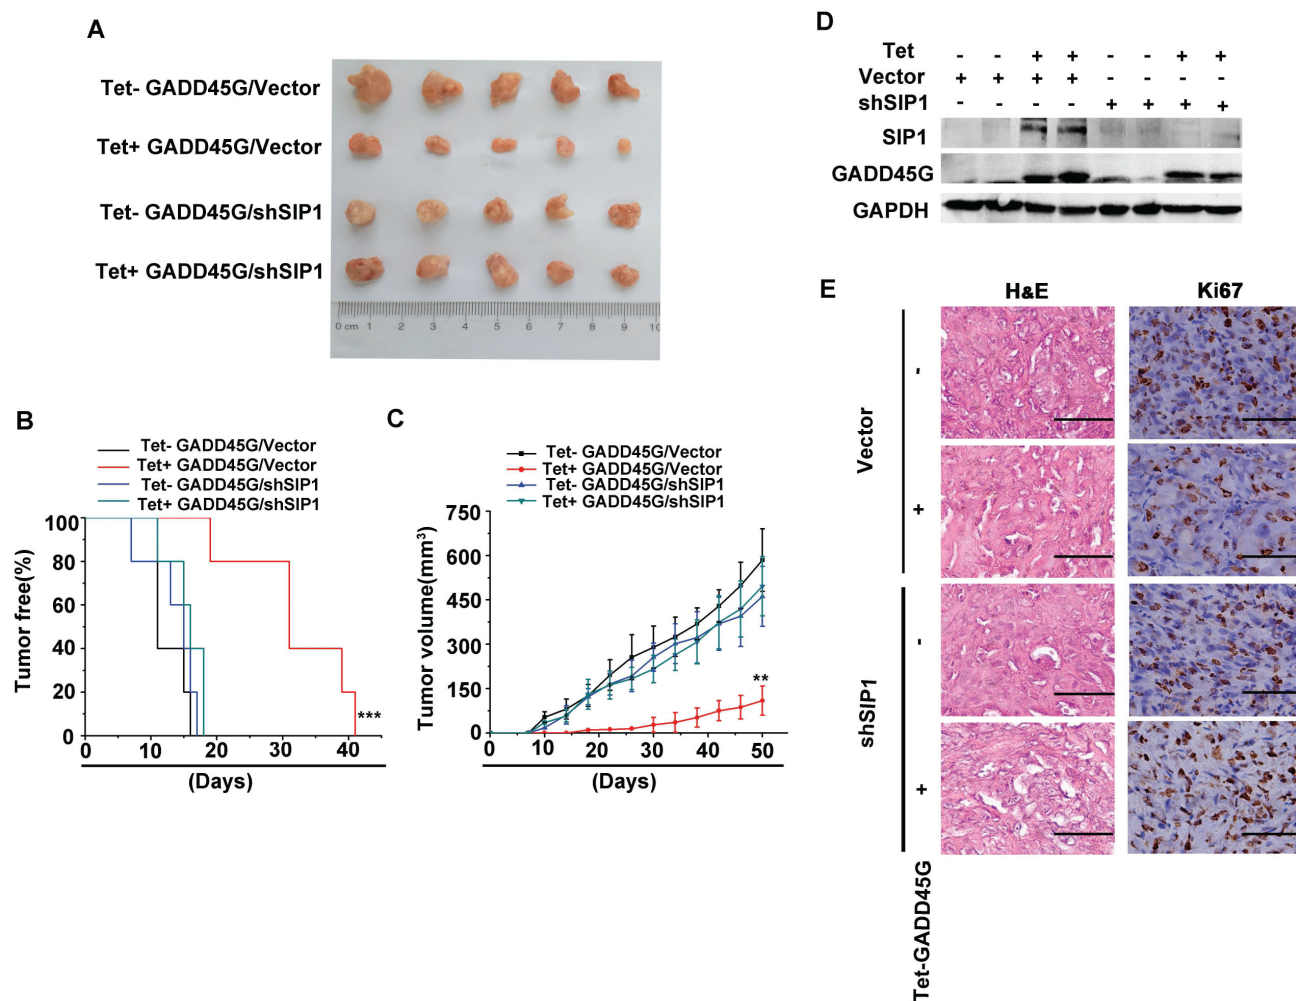 A
Tet- GADD45G/Vector
Tet+ GADD45G/Vector
Tet- GADD45G/shSIP1
Tet+ GADD45G/shSIP1
0 cm 1 2 3 4 5 6 7 8 9 10
B
Tet- GADD45G/Vector
Tet+ GADD45G/Vector
Tet- GADD45G/shSIP1
Tet+ GADD45G/shSIP1
Tumor free(%)
100
80
60
40
20
0
***
0 10 20 30 40
(Days)
C
Tet- GADD45G/Vector
Tet+ GADD45G/Vector
Tet- GADD45G/shSIP1
Tet+ GADD45G/shSIP1
Tumor volume(mm³)
750
600
450
300
150
0
**
0 10 20 30 40 50
(Days)
D
Tet - - + + - - + +
Vector + + + + - - - -
shSIP1 - - - - + + + +
SIP1
GADD45G
GAPDH
E
H&E Ki67
Vector
-
+
shSIP1
-
+
Tet-GADD45G